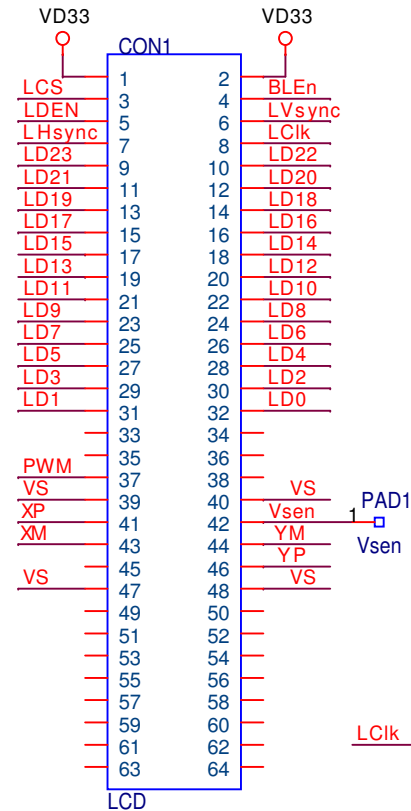 VD33 VD33
CON1
1 2
LCS 3 4 BLEn
LDEN 5 6 LVsync
LHsync 7 8 LClk
LD23 9 10 LD22
LD21 11 12 LD20
LD19 13 14 LD18
LD17 15 16 LD16
LD15 17 18 LD14
LD13 19 20 LD12
LD11 21 22 LD10
LD9 23 24 LD8
LD7 25 26 LD6
LD5 27 28 LD4
LD3 29 30 LD2
LD1 31 32 LD0
33 34
35 36
PWM 37 38
VS 39 40 VS PAD1
XP 41 42 Vsen 1
XM 43 44 YM Vsen
45 46 YP
VS 47 48 VS
49 50
51 52
53 54
55 56
57 58
59 60
61 62 LClk
63 64
LCD